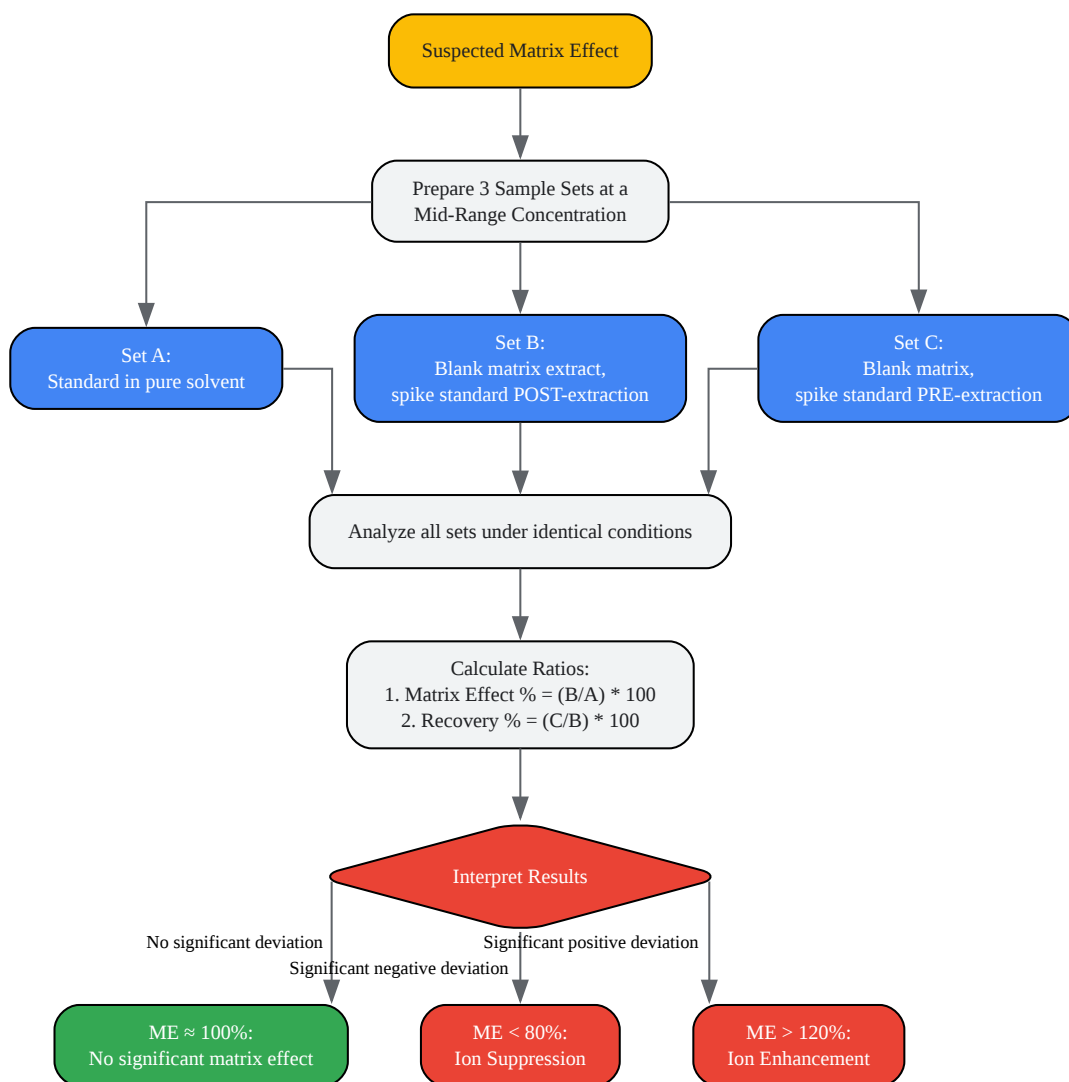 Suspected Matrix Effect
Prepare 3 Sample Sets at a
Mid-Range Concentration
Set A:
Standard in pure solvent
Set B:
Blank matrix extract,
spike standard POST-extraction
Set C:
Blank matrix,
spike standard PRE-extraction
Analyze all sets under identical conditions
Calculate Ratios:
1. Matrix Effect % = (B/A) * 100
2. Recovery % = (C/B) * 100
Interpret Results
No significant deviation
Significant negative deviation
Significant positive deviation
ME ≈ 100%:
No significant matrix effect
ME < 80%:
Ion Suppression
ME > 120%:
Ion Enhancement